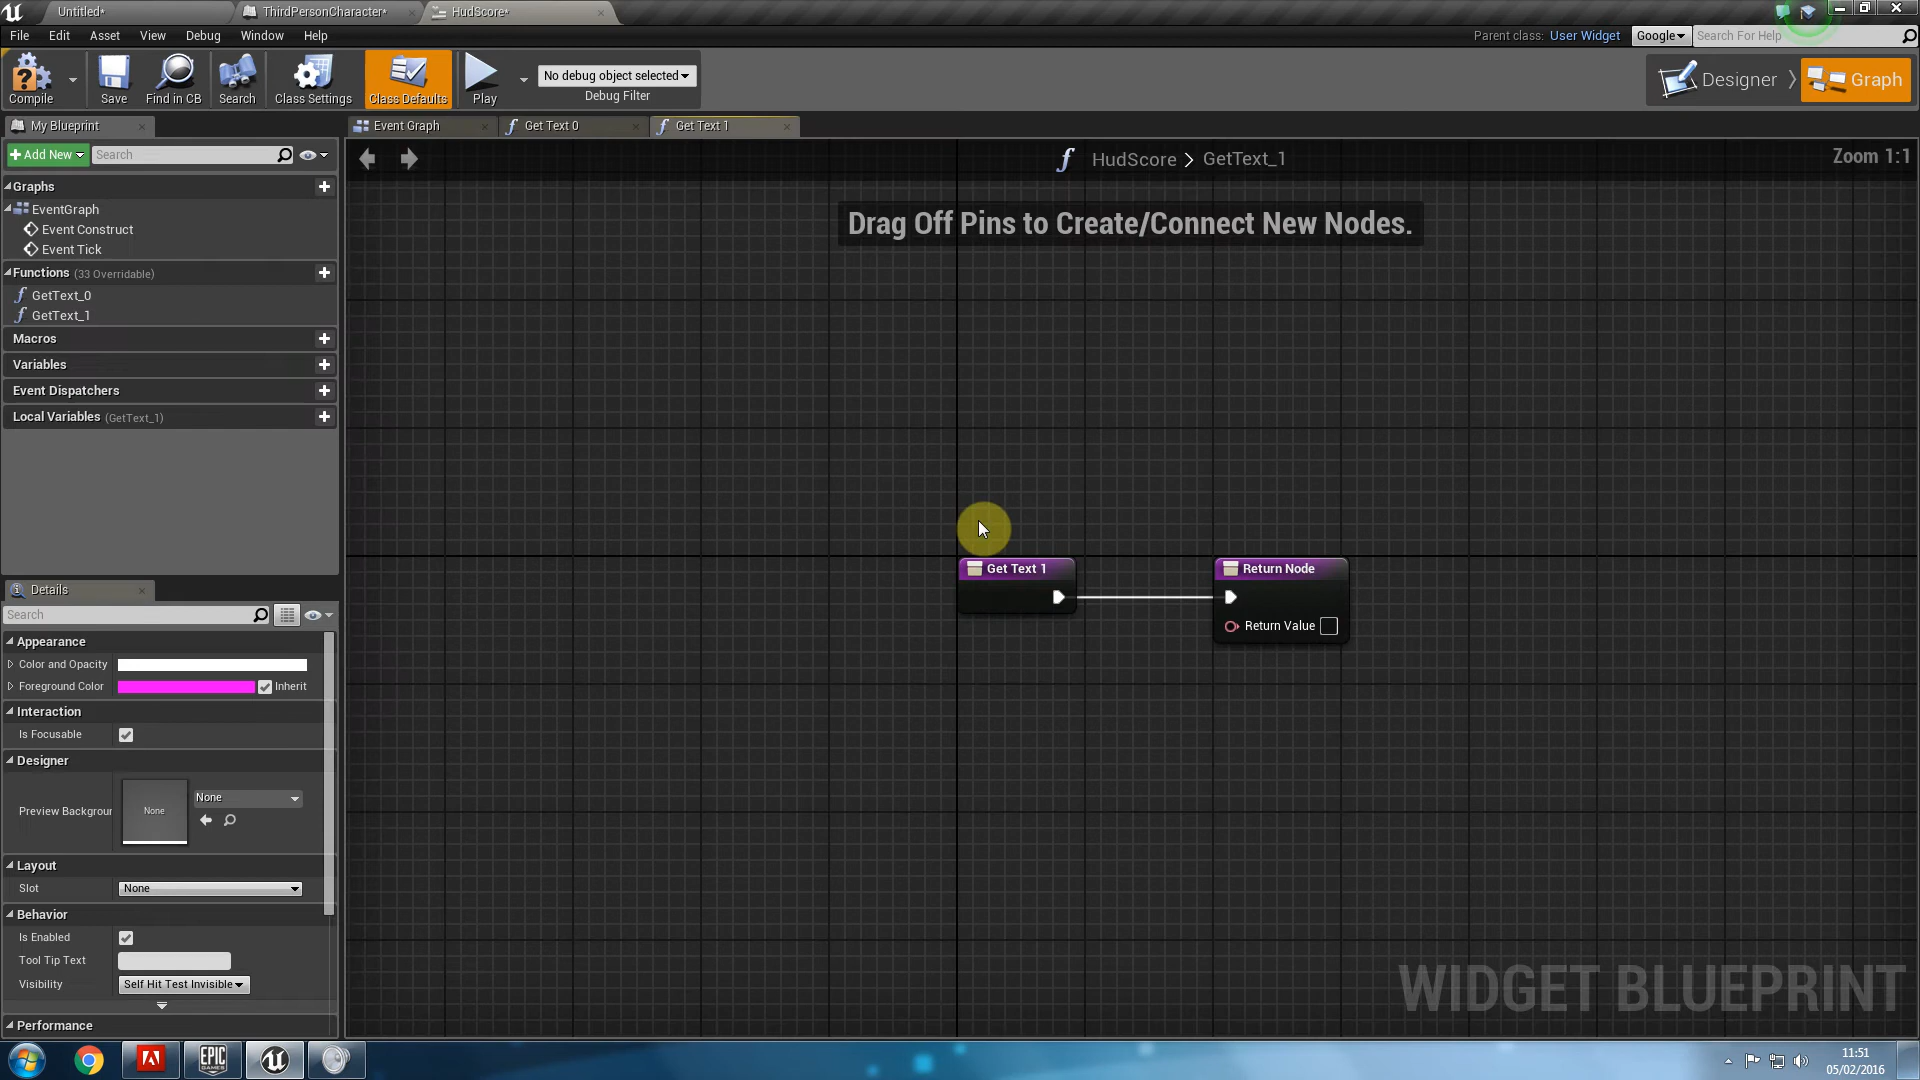 Untitled*
ThirdPersonCharacter*
HudScore*
File Edit Asset View Debug Window Help
Parent class: User Widget
Google
Search For Help
Compile
Save
Find in CB
Search
Class Settings
Class Defaults
Play
No debug object selected
Debug Filter
Designer
Graph
My Blueprint
Event Graph
Get Text 0
Get Text 1
Add New
Search
HudScore > GetText_1
Zoom 1:1
Graphs
EventGraph
Event Construct
Event Tick
Functions (33 Overridable)
GetText_0
GetText_1
Macros
Variables
Event Dispatchers
Local Variables (GetText_1)
Drag Off Pins to Create/Connect New Nodes.
Get Text 1
Return Node
Return Value
Details
Search
Appearance
Color and Opacity
Foreground Color
Inherit
Interaction
Is Focusable
Designer
Preview Backgroun
None
None
Layout
Slot
None
Behavior
Is Enabled
Tool Tip Text
Visibility
Self Hit Test Invisible
Performance
WIDGET BLUEPRINT
EPIC GAMES
11:51
05/02/2016